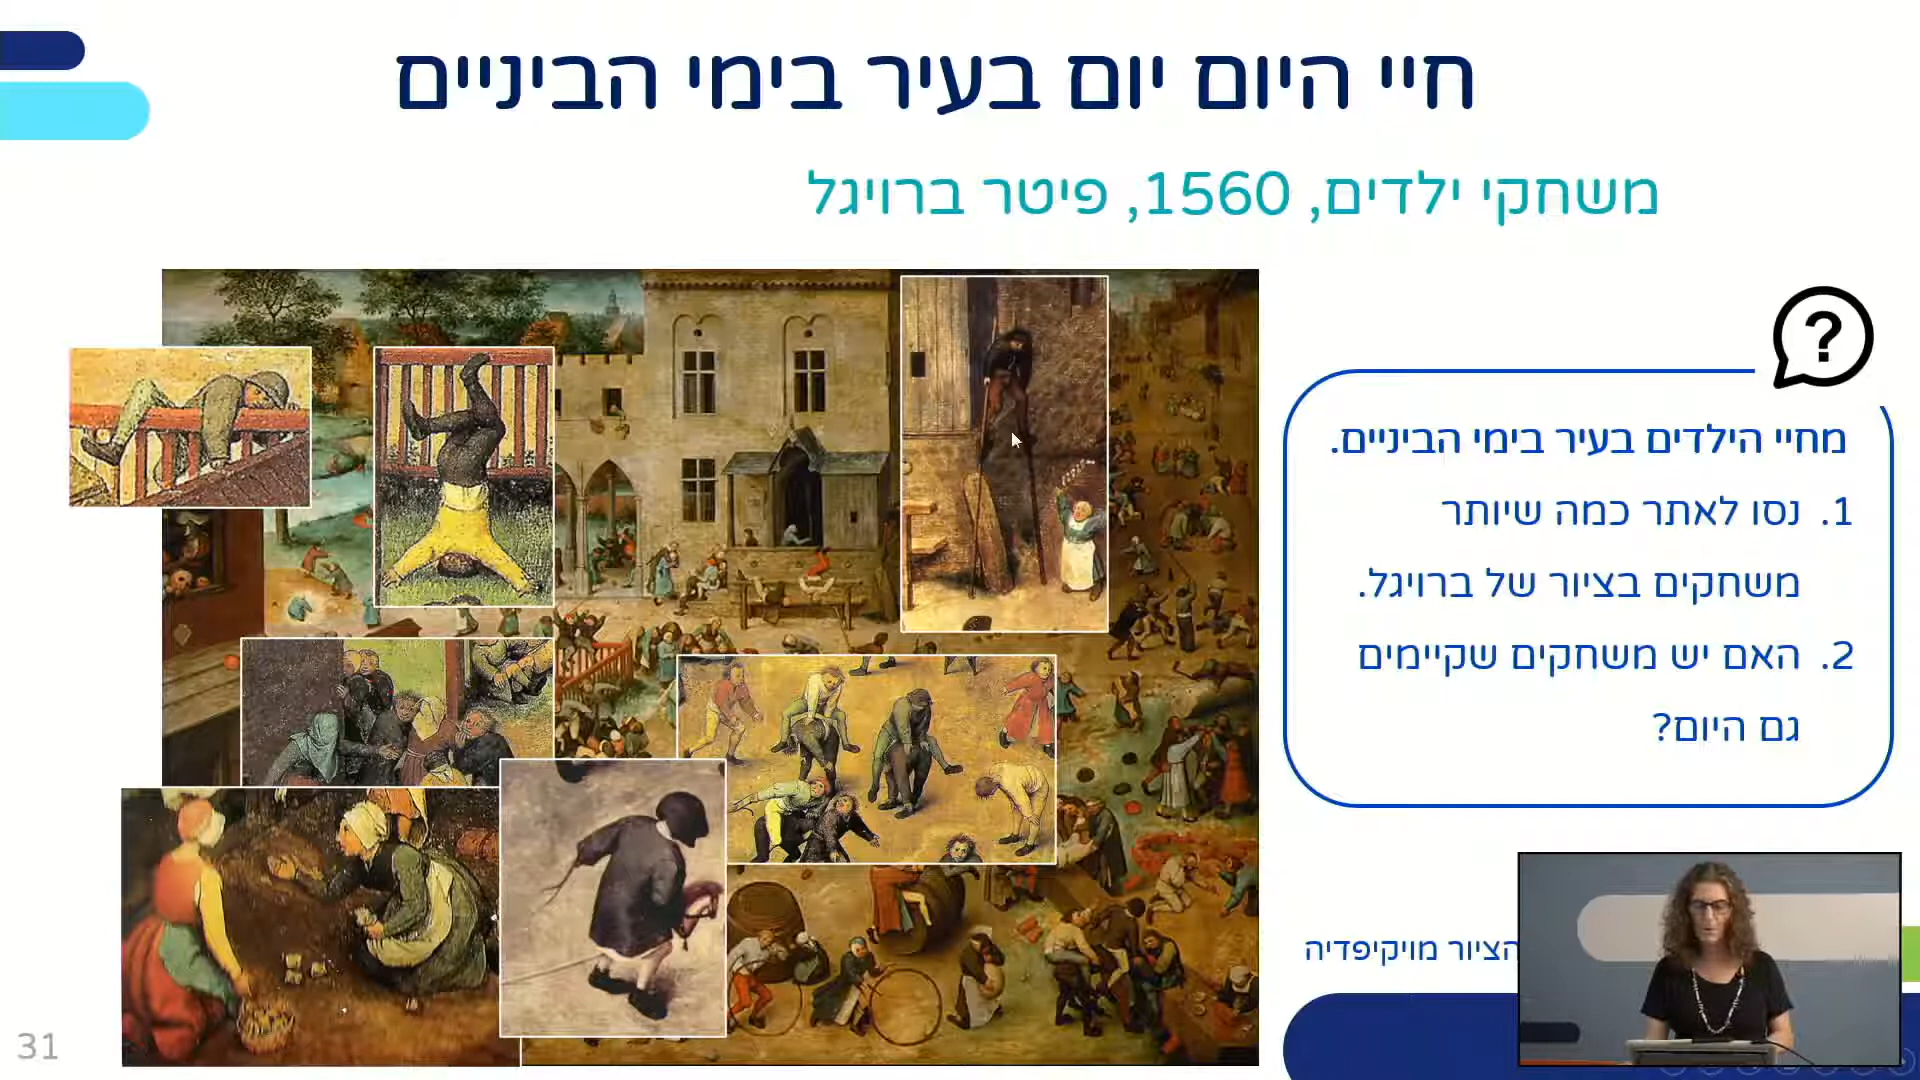 חיי היום יום בעיר בימי הביניים
משחקי ילדים, 1560, פיטר ברויגל
?
מחיי הילדים בעיר בימי הביניים.
1. נסו לאתר כמה שיותר
משחקים בציור של ברויגל.
2. האם יש משחקים שקיימים
גם היום?
הציור מויקיפדיה
31